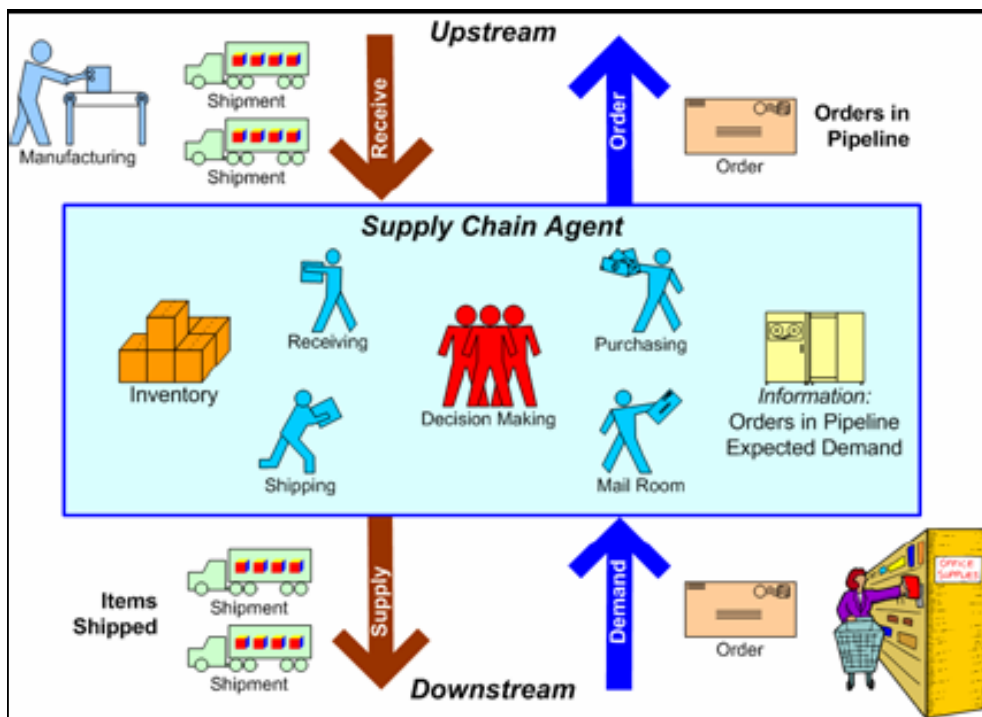 Upstream
Manufacturing
Shipment
Shipment
Receive
Order
Order
Orders in
Pipeline
Supply Chain Agent
Inventory
Receiving
Shipping
Decision Making
Purchasing
Mail Room
Information:
Orders in Pipeline
Expected Demand
Items
Shipped
Shipment
Shipment
Supply
Demand
Order
OFFICE
SUPPLIES
Downstream